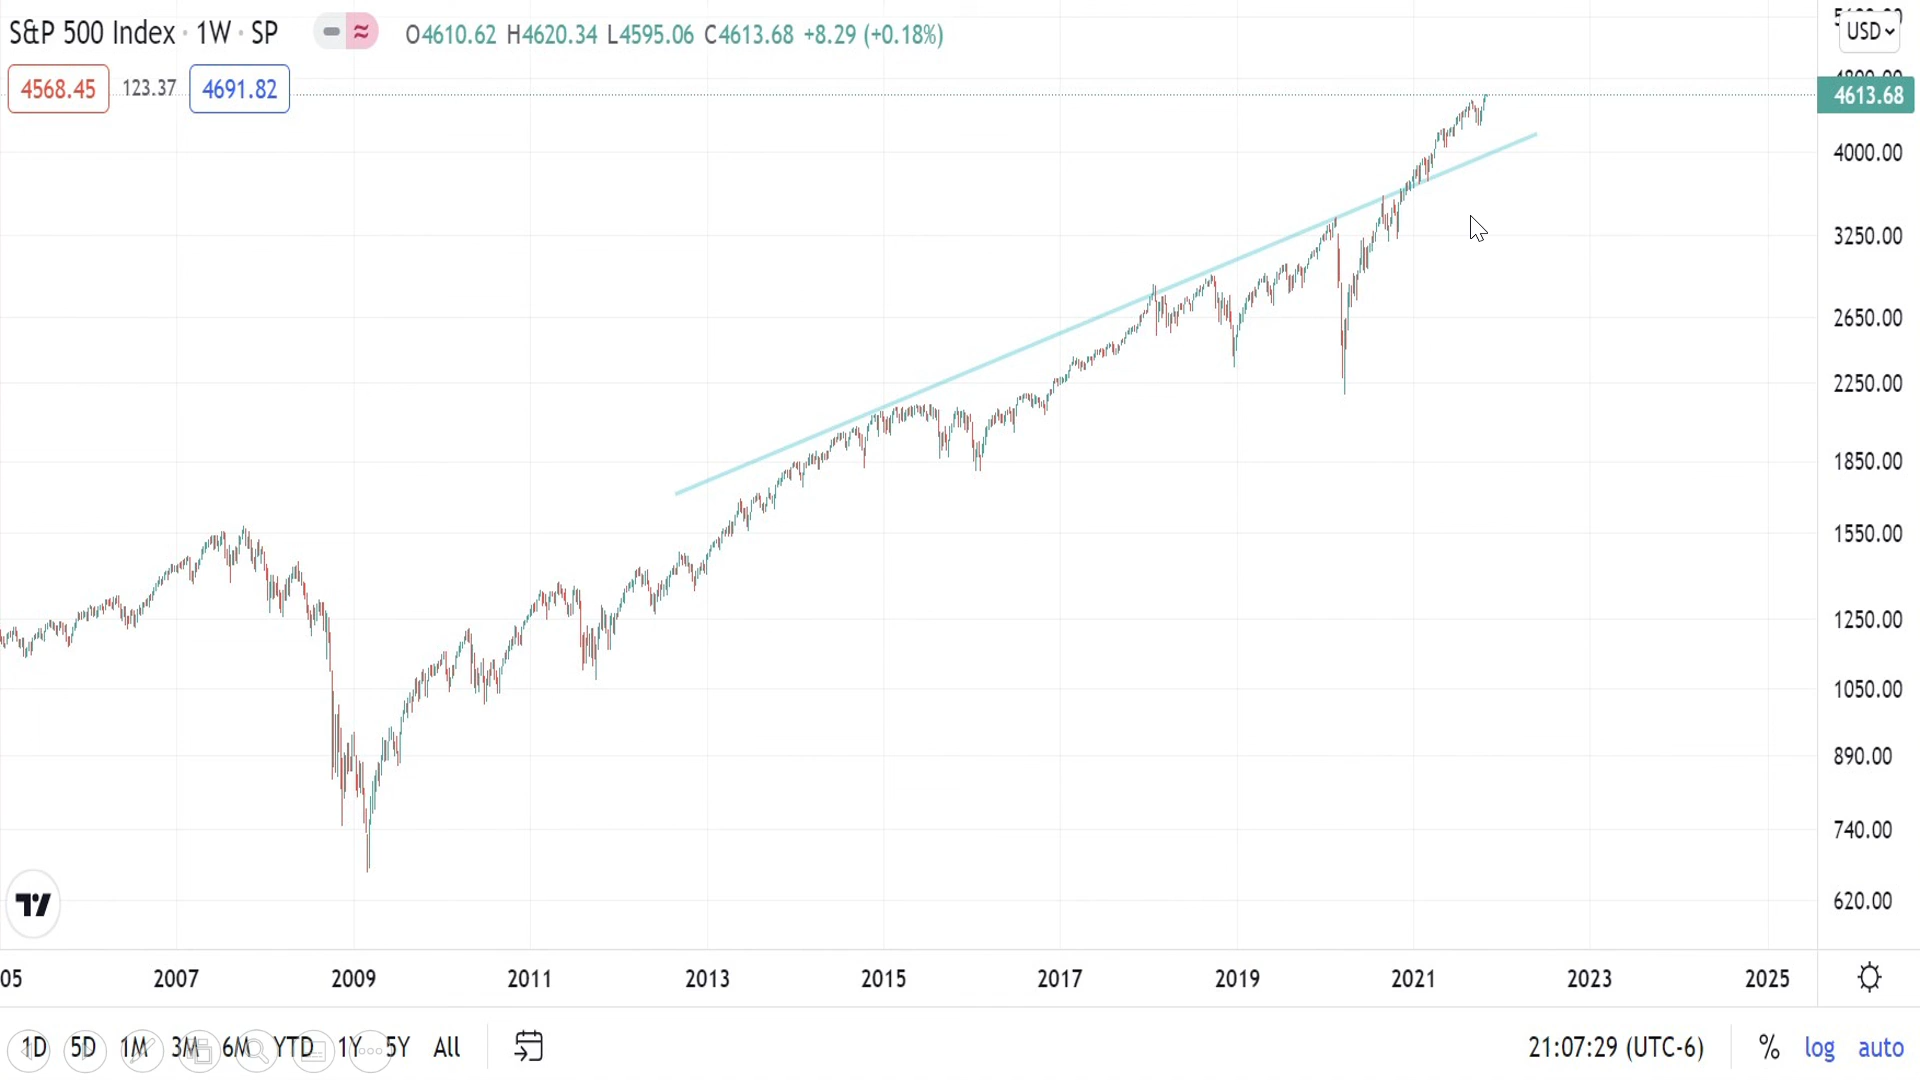 S&P 500 Index · 1W · SP
O4610.62 H4620.34 L4595.06 C4613.68 +8.29 (+0.18%)
USD
4568.45 123.37 4691.82
4613.68
4000.00
3250.00
2650.00
2250.00
1850.00
1550.00
1250.00
1050.00
890.00
740.00
620.00
05 2007 2009 2011 2013 2015 2017 2019 2021 2023 2025
1D 5D 1M 3M 6M YTD 1Y 5Y All
21:07:29 (UTC-6) % log auto